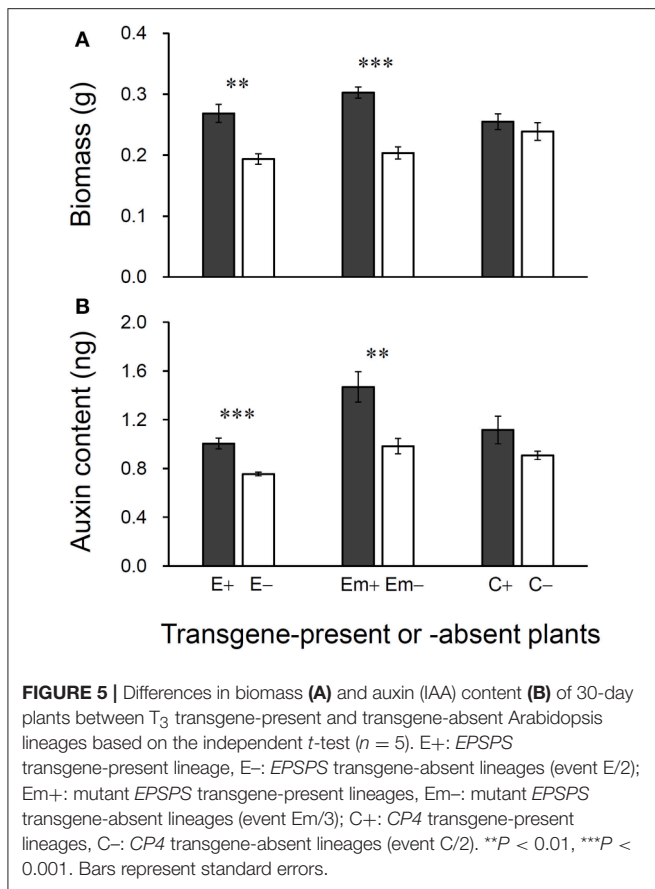 A
Biomass (g)
0.4
0.3
0.2
0.1
0.0
** ***
B
Auxin content (ng)
2.0
1.6
1.2
0.8
0.4
0.0
*** **
E+ E– Em+ Em– C+ C–
Transgene-present or -absent plants
FIGURE 5 | Differences in biomass (A) and auxin (IAA) content (B) of 30-day
plants between T3 transgene-present and transgene-absent Arabidopsis
lineages based on the independent t-test (n = 5). E+: EPSPS
transgene-present lineage, E–: EPSPS transgene-absent lineages (event E/2);
Em+: mutant EPSPS transgene-present lineages, Em–: mutant EPSPS
transgene-absent lineages (event Em/3); C+: CP4 transgene-present
lineages, C–: CP4 transgene-absent lineages (event C/2). **P < 0.01, ***P <
0.001. Bars represent standard errors.